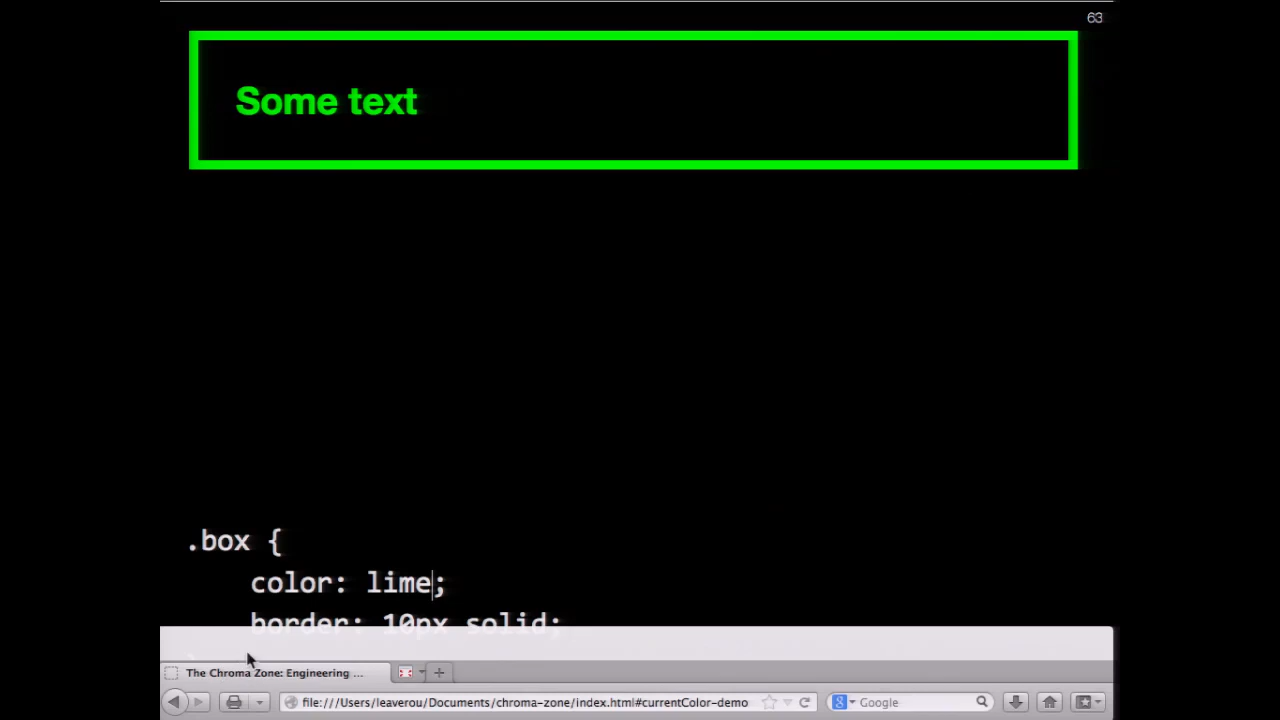 63
Some text
.box {
color: lime;
border: 10px solid;
The Chroma Zone: Engineering ...
file:///Users/leaverou/Documents/chroma-zone/index.html#currentColor-demo
Google